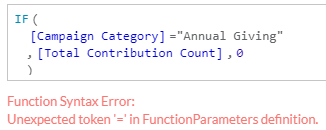 IF(
[Campaign Category]="Annual Giving"
,[Total Contribution Count],0
)
Function Syntax Error:
Unexpected token '=' in FunctionParameters definition.